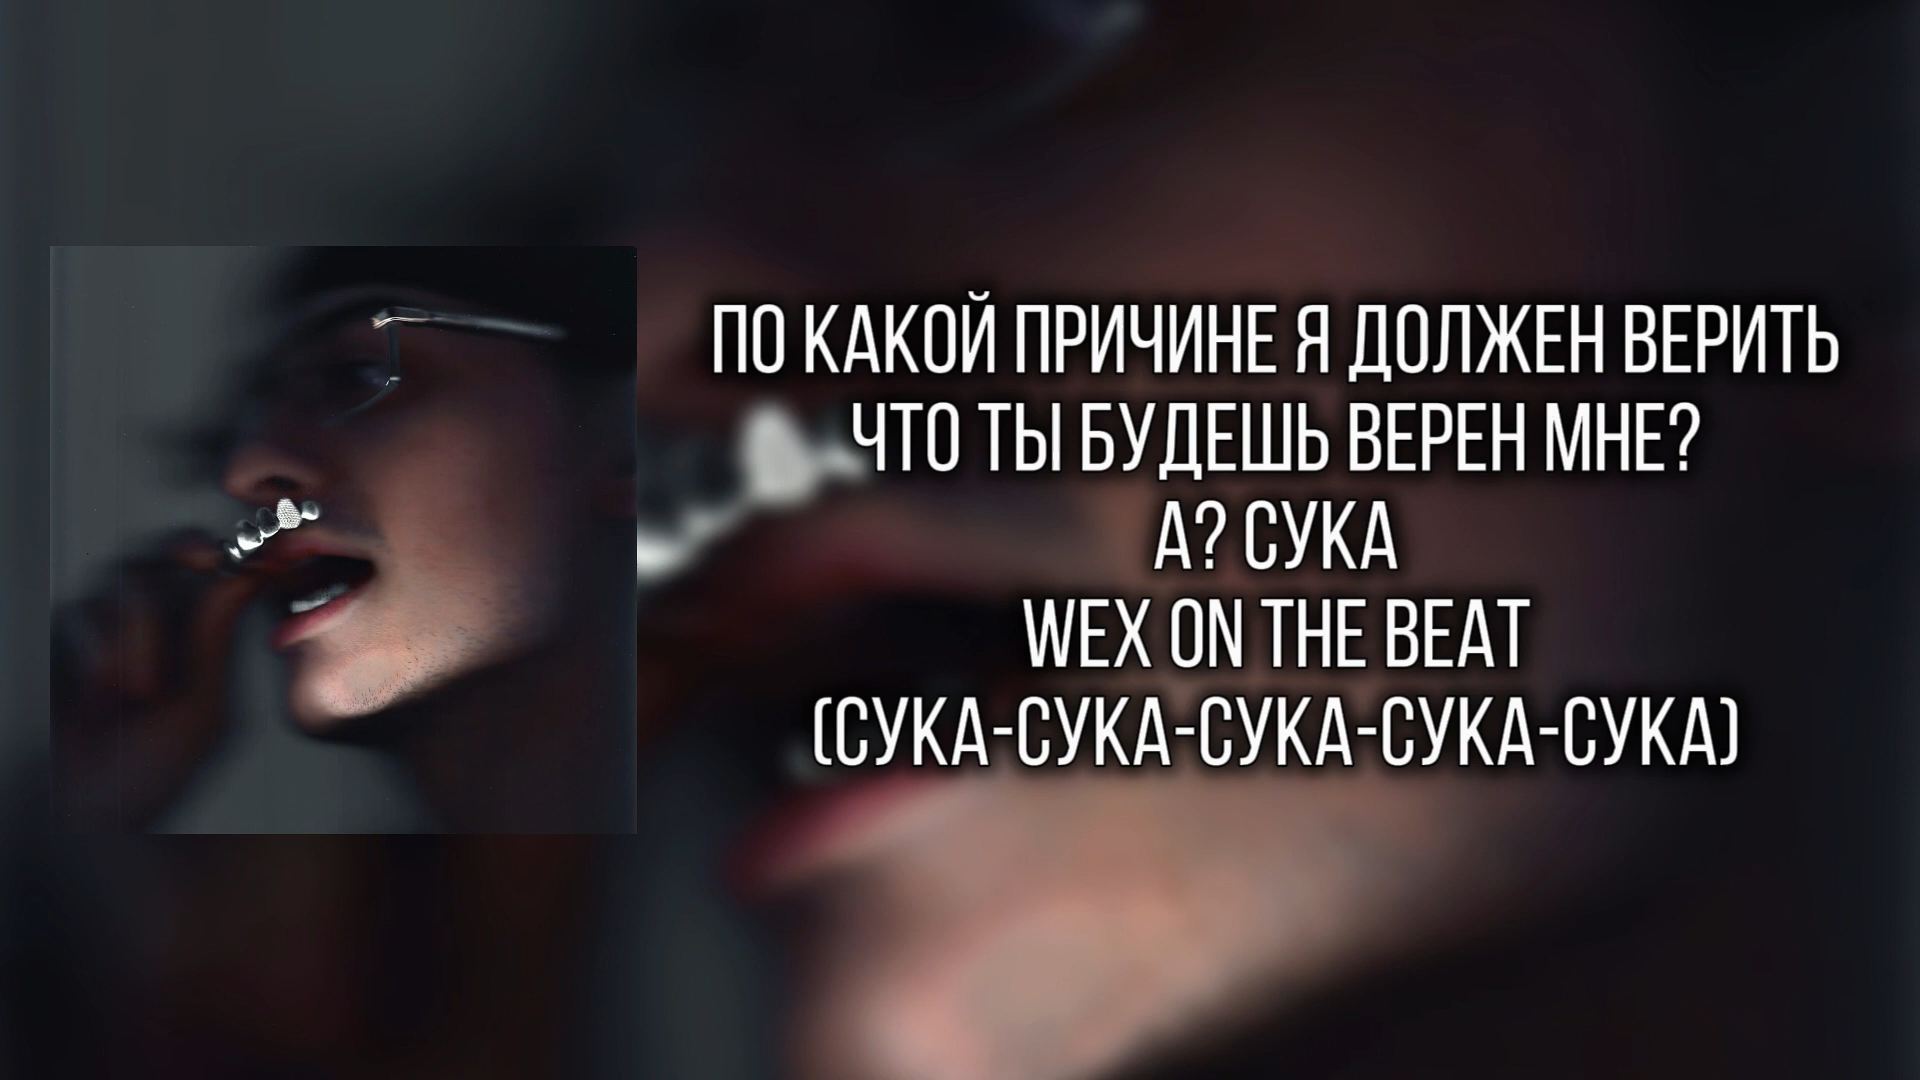 ПО КАКОЙ ПРИЧИНЕ Я ДОЛЖЕН ВЕРИТЬ
ЧТО ТЫ БУДЕШЬ ВЕРЕН МНЕ?
А? СУКА
WEX ON THE BEAT
(СУКА-СУКА-СУКА-СУКА-СУКА)